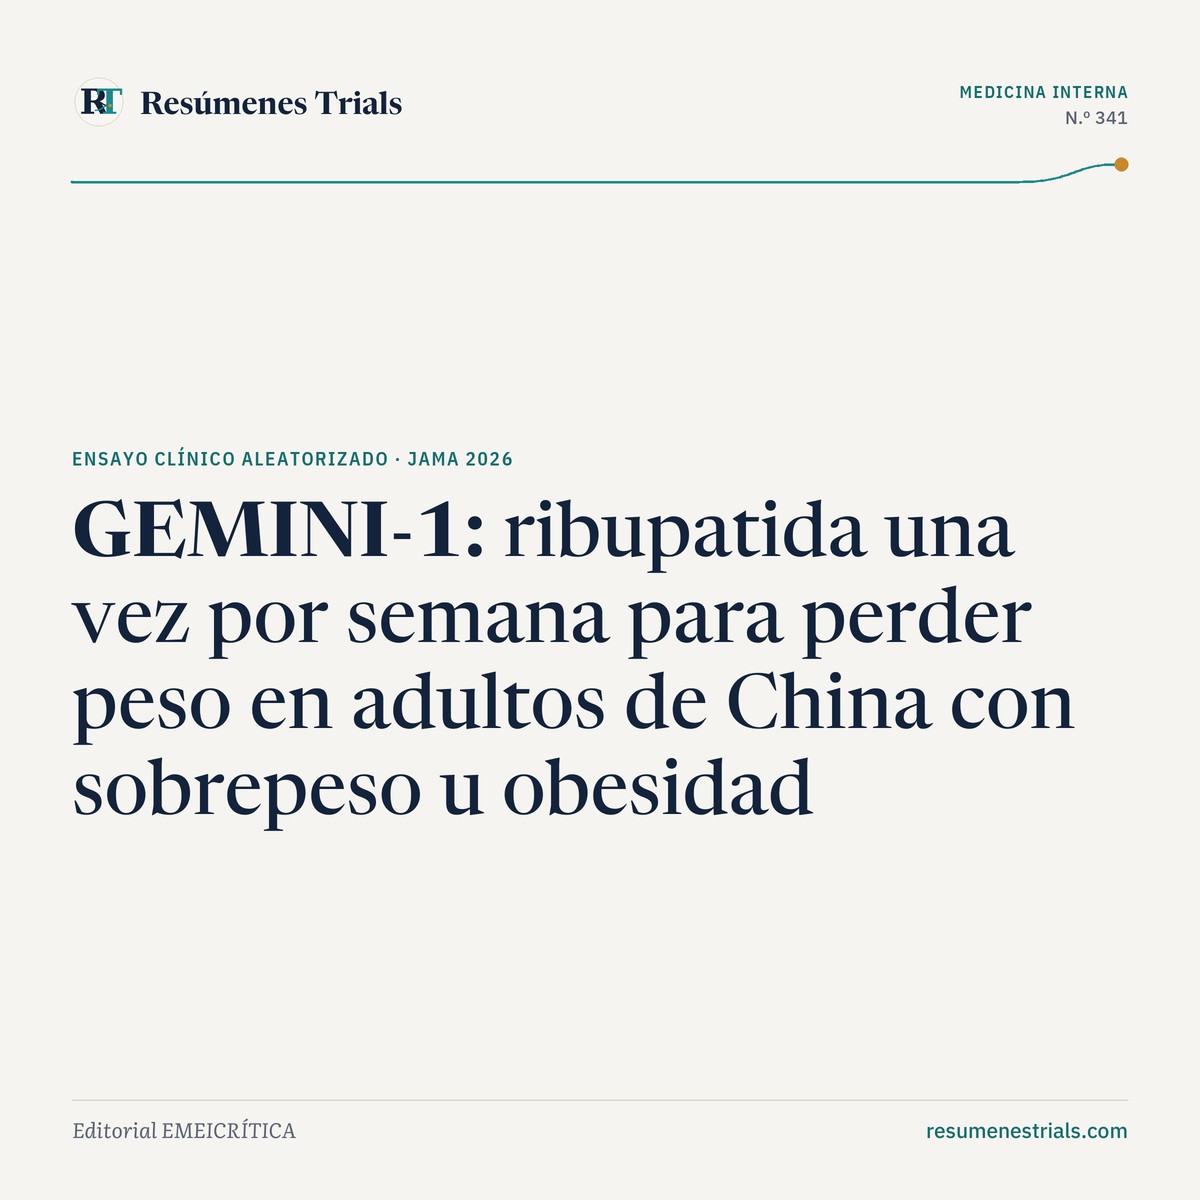 RT Resúmenes Trials
MEDICINA INTERNA
N.º 341
ENSAYO CLÍNICO ALEATORIZADO · JAMA 2026
GEMINI-1: ribupatida una
vez por semana para perder
peso en adultos de China con
sobrepeso u obesidad
Editorial EMEICRÍTICA
resumenestrials.com